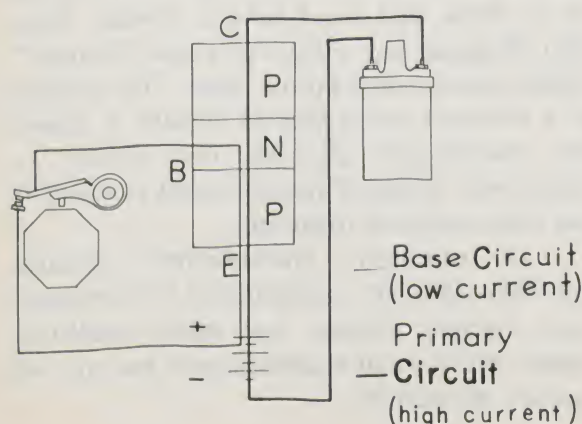 C
P
N
B
P
E
+
-
Base Circuit
(low current)
Primary
Circuit
(high current)